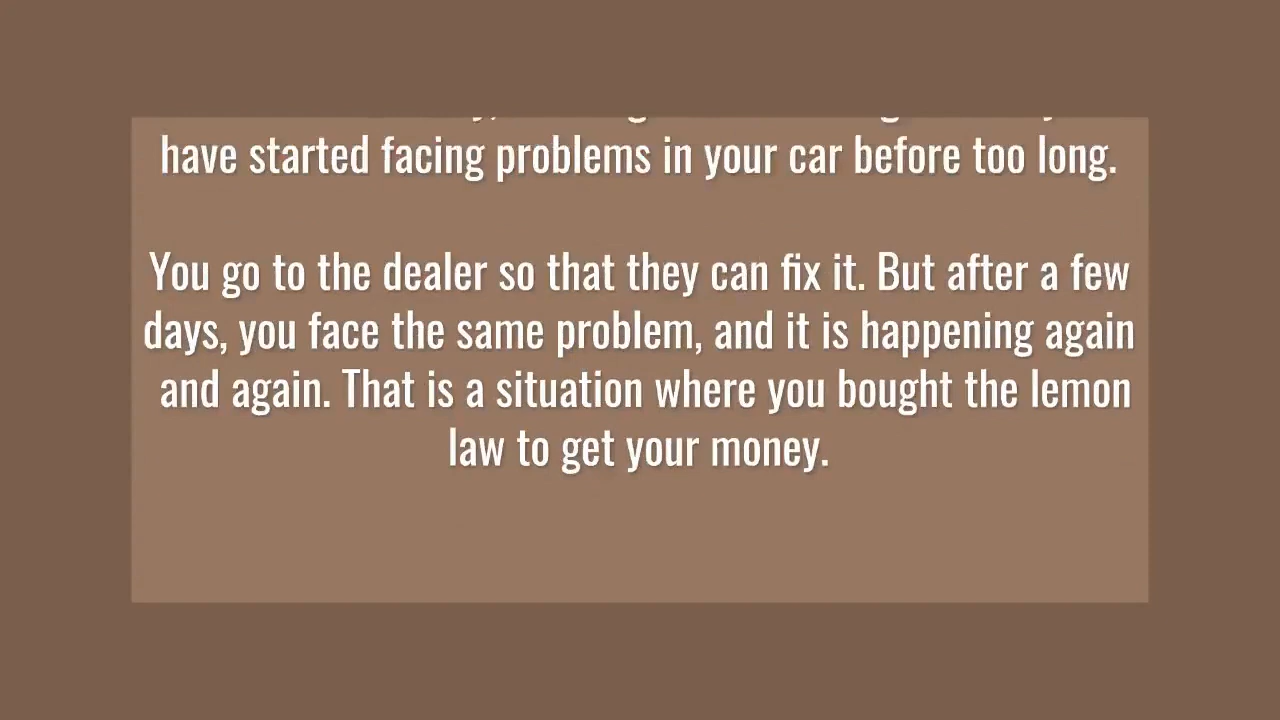 have started facing problems in your car before too long.
You go to the dealer so that they can fix it. But after a few
days, you face the same problem, and it is happening again
and again. That is a situation where you bought the lemon
law to get your money.